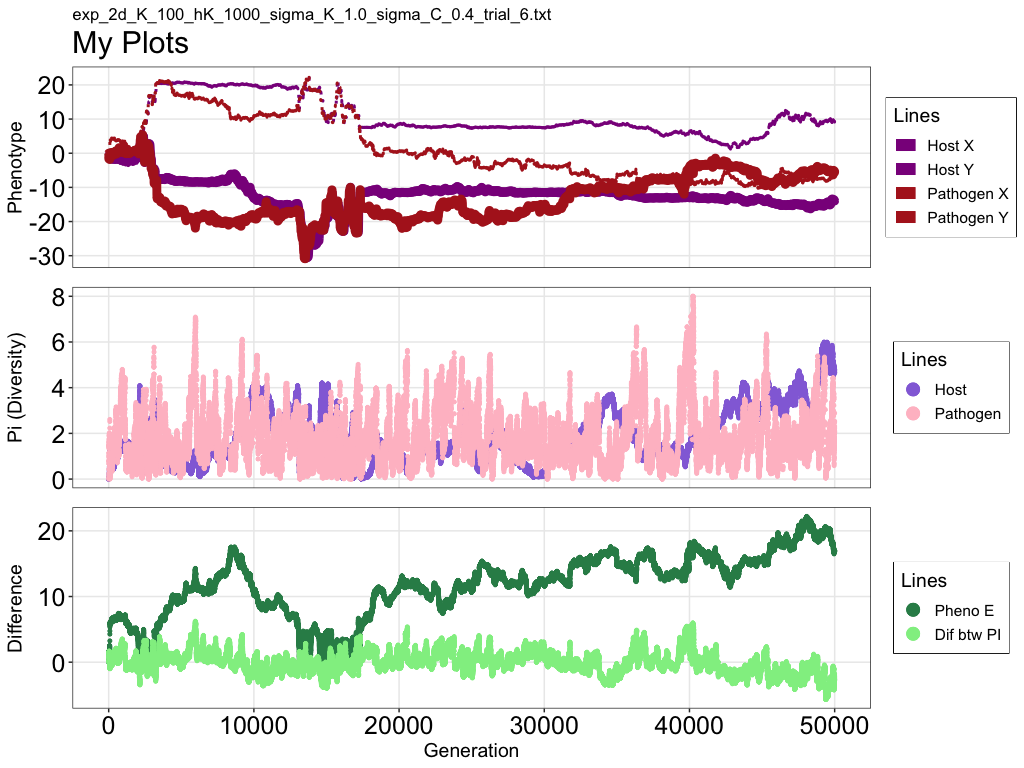 exp_2d_K_100_hK_1000_sigma_K_1.0_sigma_C_0.4_trial_6.txt
My Plots
Phenotype
20
10
0
-10
-20
-30
Lines
Host X
Host Y
Pathogen X
Pathogen Y
Pi (Diversity)
8
6
4
2
0
Lines
Host
Pathogen
Difference
20
10
0
Lines
Pheno E
Dif btw PI
0 10000 20000 30000 40000 50000
Generation